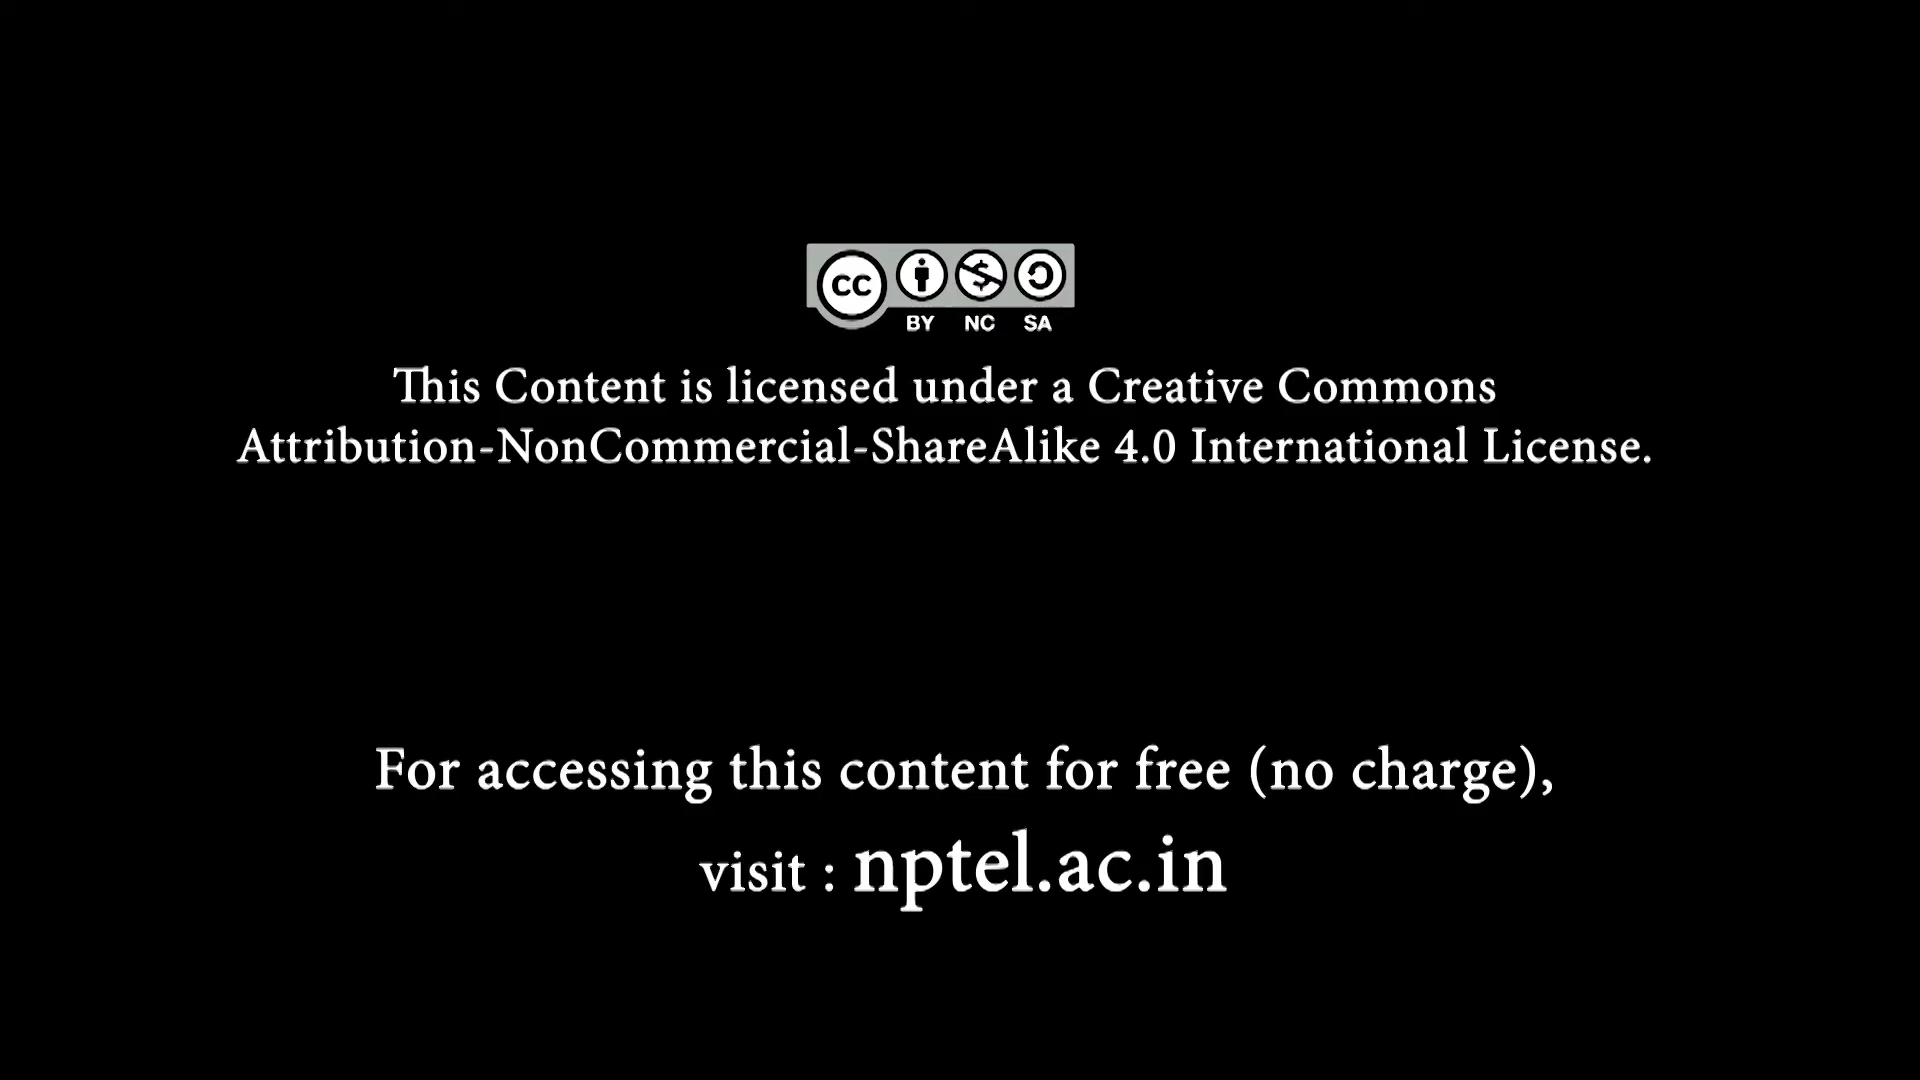 cc
BY NC SA
This Content is licensed under a Creative Commons
Attribution-NonCommercial-ShareAlike 4.0 International License.
For accessing this content for free (no charge),
visit : nptel.ac.in